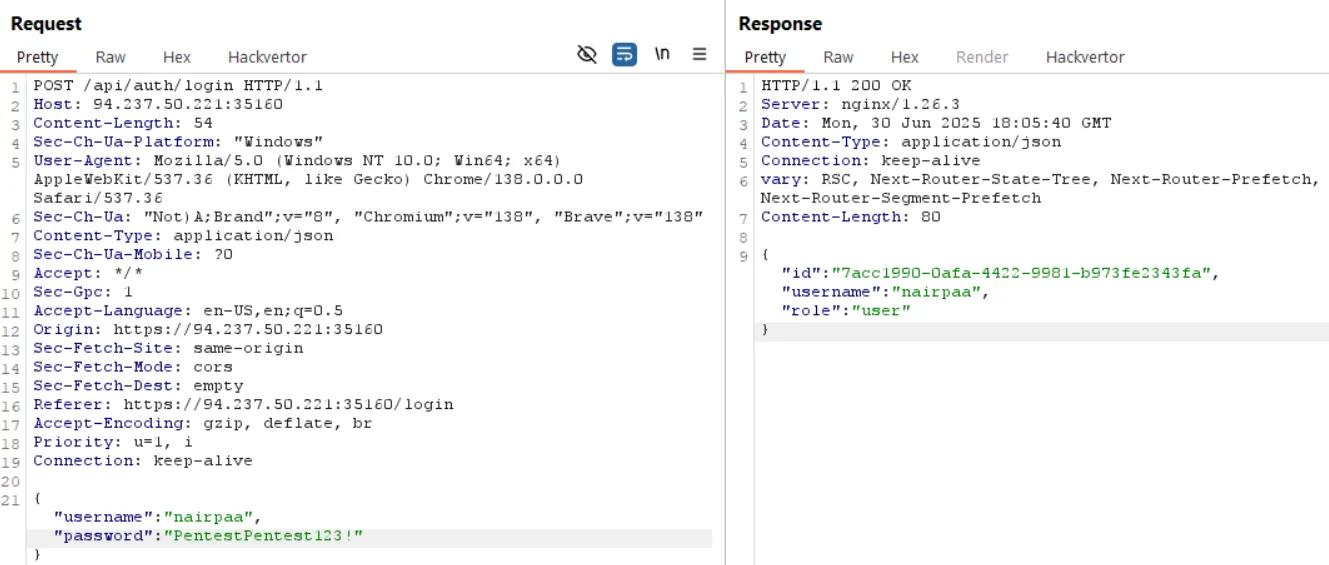 Request
Pretty Raw Hex Hackvertor \n
1 POST /api/auth/login HTTP/1.1
2 Host: 94.237.50.221:35160
3 Content-Length: 54
4 Sec-Ch-Ua-Platform: "Windows"
5 User-Agent: Mozilla/5.0 (Windows NT 10.0; Win64; x64)
AppleWebKit/537.36 (KHTML, like Gecko) Chrome/138.0.0.0
Safari/537.36
6 Sec-Ch-Ua: "Not)A;Brand";v="8", "Chromium";v="138", "Brave";v="138"
7 Content-Type: application/json
8 Sec-Ch-Ua-Mobile: ?0
9 Accept: */*
10 Sec-Gpc: 1
11 Accept-Language: en-US,en;q=0.5
12 Origin: https://94.237.50.221:35160
13 Sec-Fetch-Site: same-origin
14 Sec-Fetch-Mode: cors
15 Sec-Fetch-Dest: empty
16 Referer: https://94.237.50.221:35160/login
17 Accept-Encoding: gzip, deflate, br
18 Priority: u=1, i
19 Connection: keep-alive
20
21 {
"username":"nairpaa",
"password":"PentestPentest123!"
}
Response
Pretty Raw Hex Render Hackvertor
1 HTTP/1.1 200 OK
2 Server: nginx/1.26.3
3 Date: Mon, 30 Jun 2025 18:05:40 GMT
4 Content-Type: application/json
5 Connection: keep-alive
6 vary: RSC, Next-Router-State-Tree, Next-Router-Prefetch,
Next-Router-Segment-Prefetch
7 Content-Length: 80
8
9 {
"id":"7acc1990-0afa-4422-9981-b973fe2343fa",
"username":"nairpaa",
"role":"user"
}